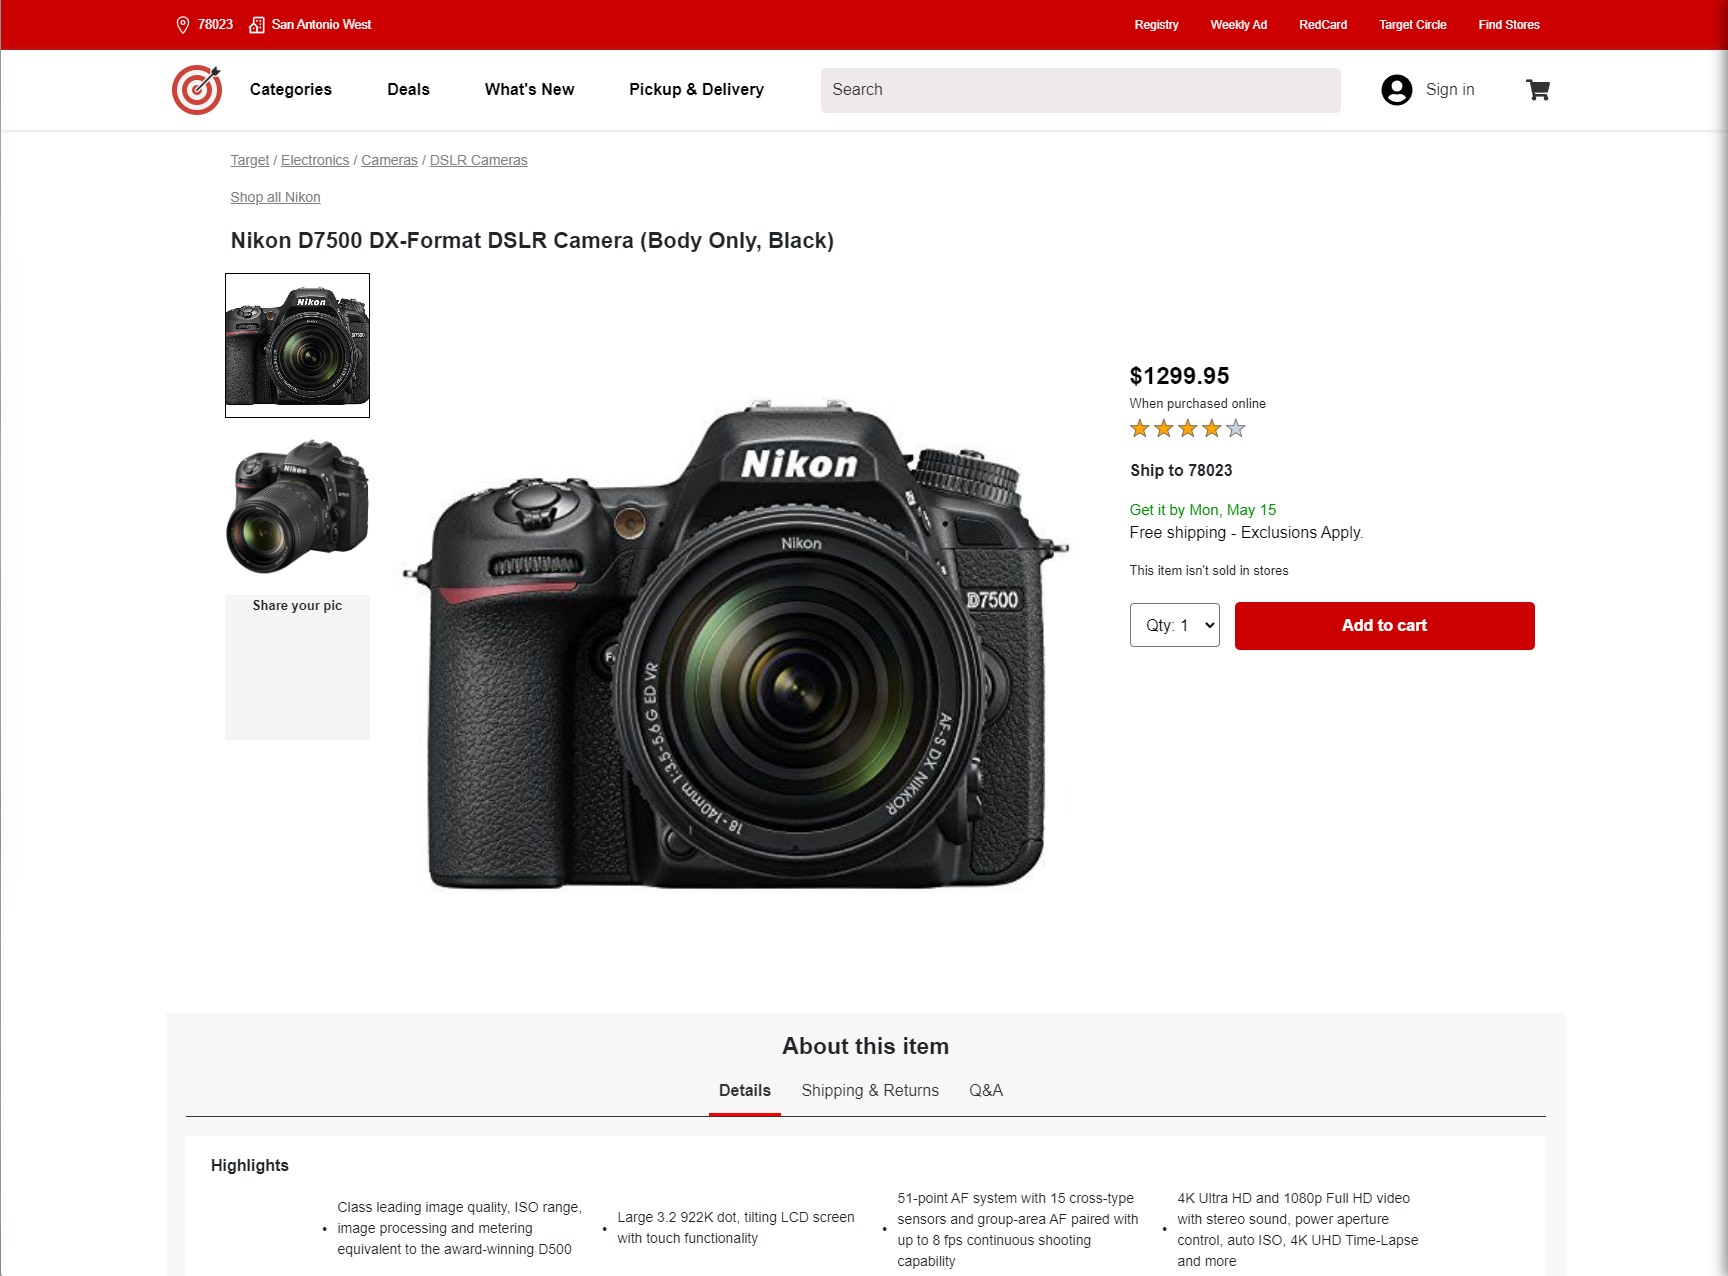 78023 San Antonio West Registry Weekly Ad RedCard Target Circle Find Stores
Categories Deals What's New Pickup & Delivery Search Sign in
Target / Electronics / Cameras / DSLR Cameras
Shop all Nikon
Nikon D7500 DX-Format DSLR Camera (Body Only, Black)
Nikon
D7500
Nikon
Share your pic
Nikon
Nikon
D7500
Fn
18-140mm 1:3.5-5.6 G ED VR
AF-S DX NIKKOR
$1299.95
When purchased online
Ship to 78023
Get it by Mon, May 15
Free shipping - Exclusions Apply.
This item isn't sold in stores
Qty: 1 Add to cart
About this item
Details Shipping & Returns Q&A
Highlights
• Class leading image quality, ISO range,
image processing and metering
equivalent to the award-winning D500
• Large 3.2 922K dot, tilting LCD screen
with touch functionality
• 51-point AF system with 15 cross-type
sensors and group-area AF paired with
up to 8 fps continuous shooting
capability
• 4K Ultra HD and 1080p Full HD video
with stereo sound, power aperture
control, auto ISO, 4K UHD Time-Lapse
and more